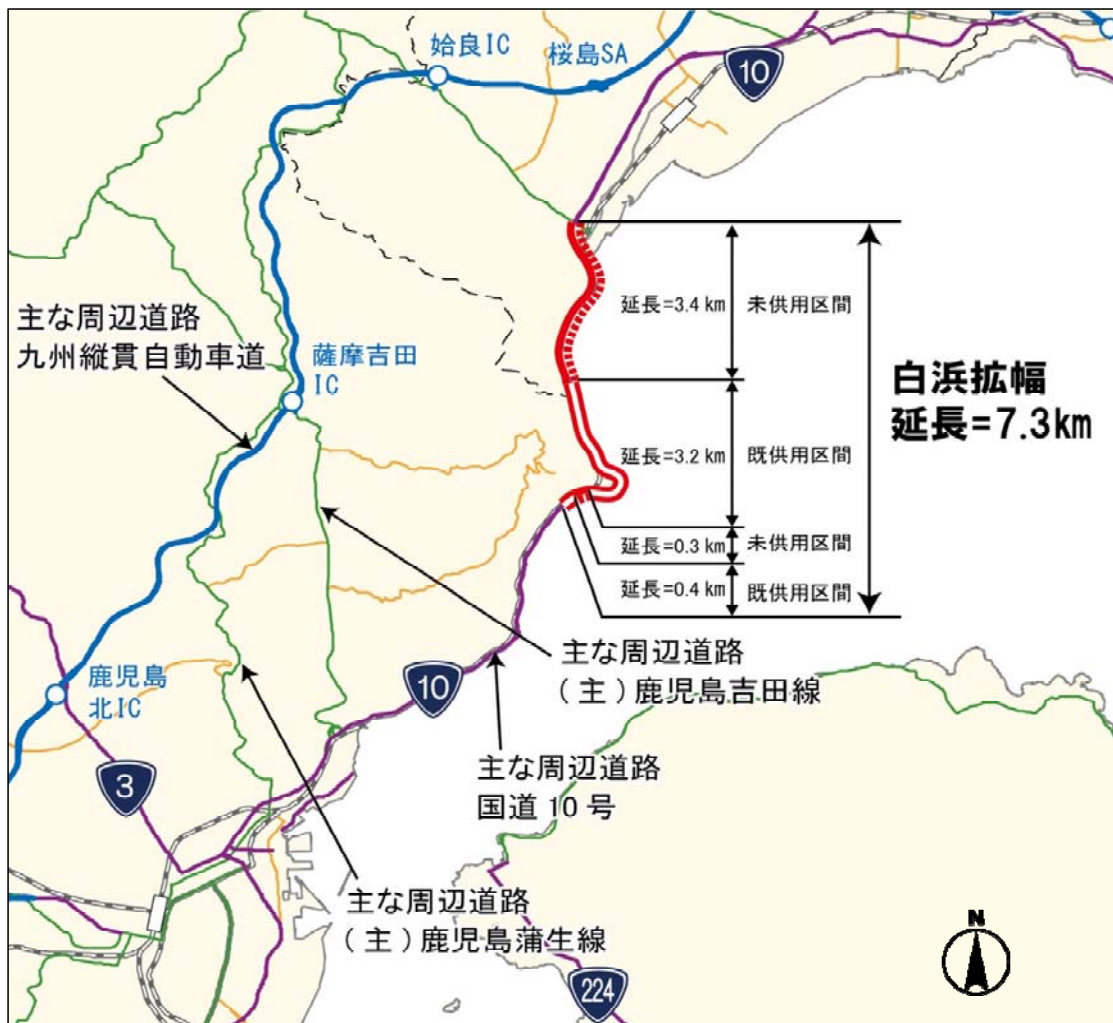 姶良IC
桜島SA
10
主な周辺道路
九州縦貫自動車道
薩摩吉田
IC
延長=3.4 km
未供用区間
白浜拡幅
延長=7.3km
延長=3.2 km
既供用区間
延長=0.3 km
未供用区間
延長=0.4 km
既供用区間
主な周辺道路
(主)鹿児島吉田線
鹿児島
北IC
10
3
主な周辺道路
国道10号
主な周辺道路
(主)鹿児島蒲生線
N
224